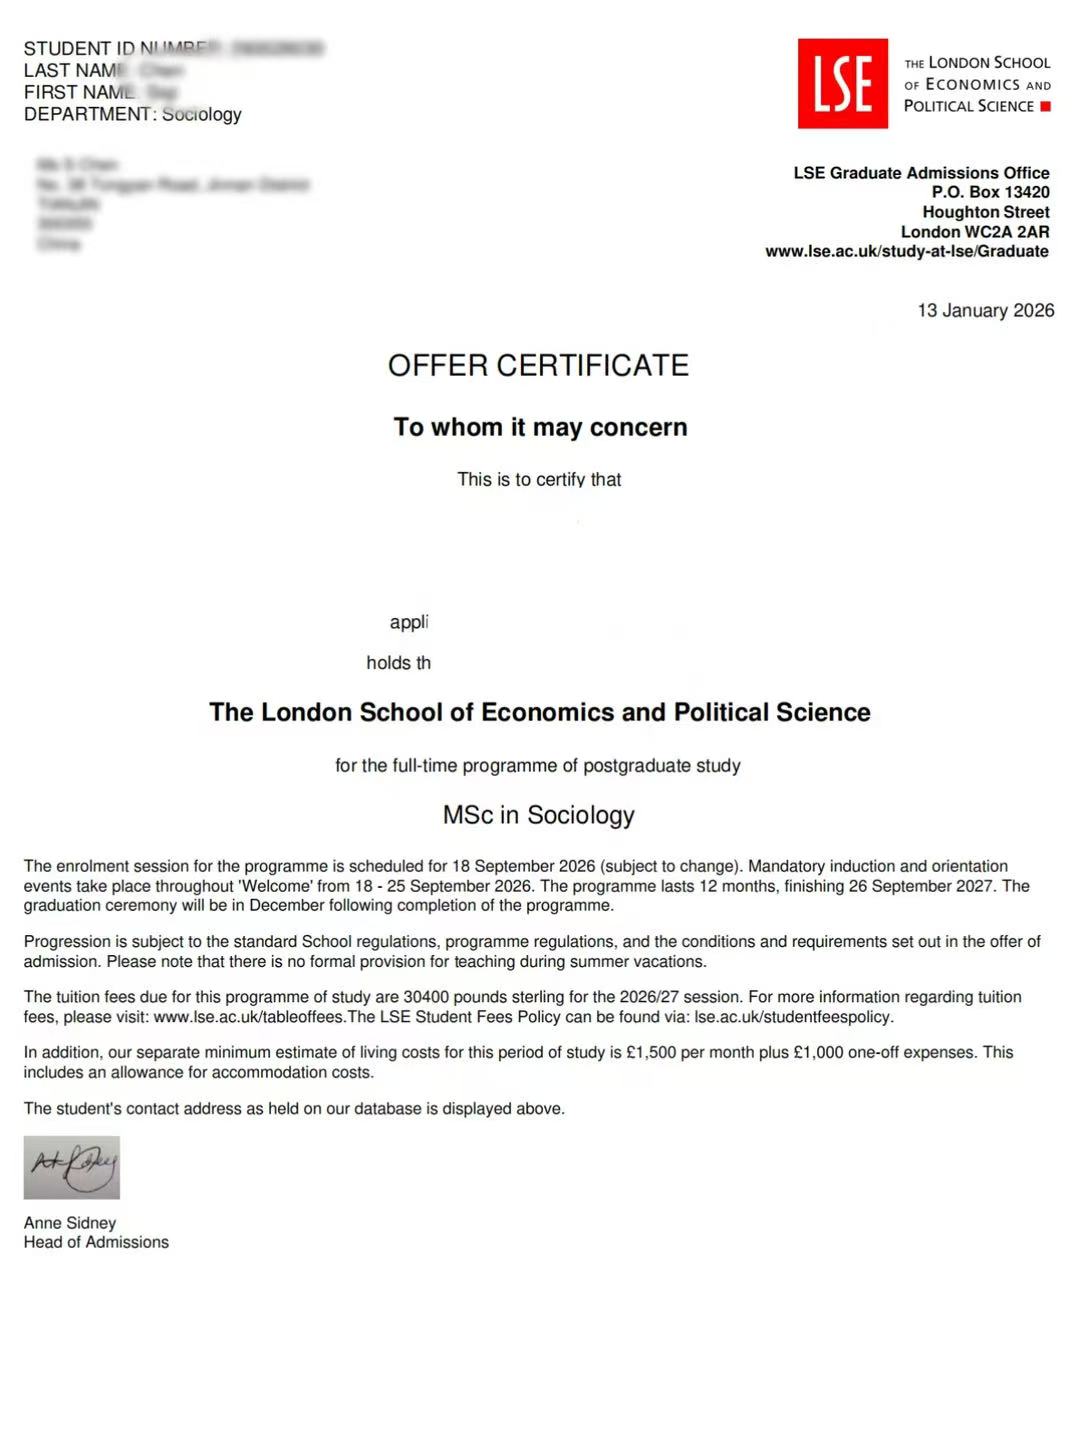 STUDENT ID NUMBER:
LAST NAME:
FIRST NAME
DEPARTMENT: Sociology
LSE
THE LONDON SCHOOL
OF ECONOMICS AND
POLITICAL SCIENCE
LSE Graduate Admissions Office
P.O. Box 13420
Houghton Street
London WC2A 2AR
www.lse.ac.uk/study-at-lse/Graduate
13 January 2026
OFFER CERTIFICATE
To whom it may concern
This is to certify that
appli
holds th
The London School of Economics and Political Science
for the full-time programme of postgraduate study
MSc in Sociology
The enrolment session for the programme is scheduled for 18 September 2026 (subject to change). Mandatory induction and orientation
events take place throughout 'Welcome' from 18 - 25 September 2026. The programme lasts 12 months, finishing 26 September 2027. The
graduation ceremony will be in December following completion of the programme.
Progression is subject to the standard School regulations, programme regulations, and the conditions and requirements set out in the offer of
admission. Please note that there is no formal provision for teaching during summer vacations.
The tuition fees due for this programme of study are 30400 pounds sterling for the 2026/27 session. For more information regarding tuition
fees, please visit: www.lse.ac.uk/tableoffees.The LSE Student Fees Policy can be found via: lse.ac.uk/studentfeespolicy.
In addition, our separate minimum estimate of living costs for this period of study is £1,500 per month plus £1,000 one-off expenses. This
includes an allowance for accommodation costs.
The student's contact address as held on our database is displayed above.
Anne Sidney
Head of Admissions